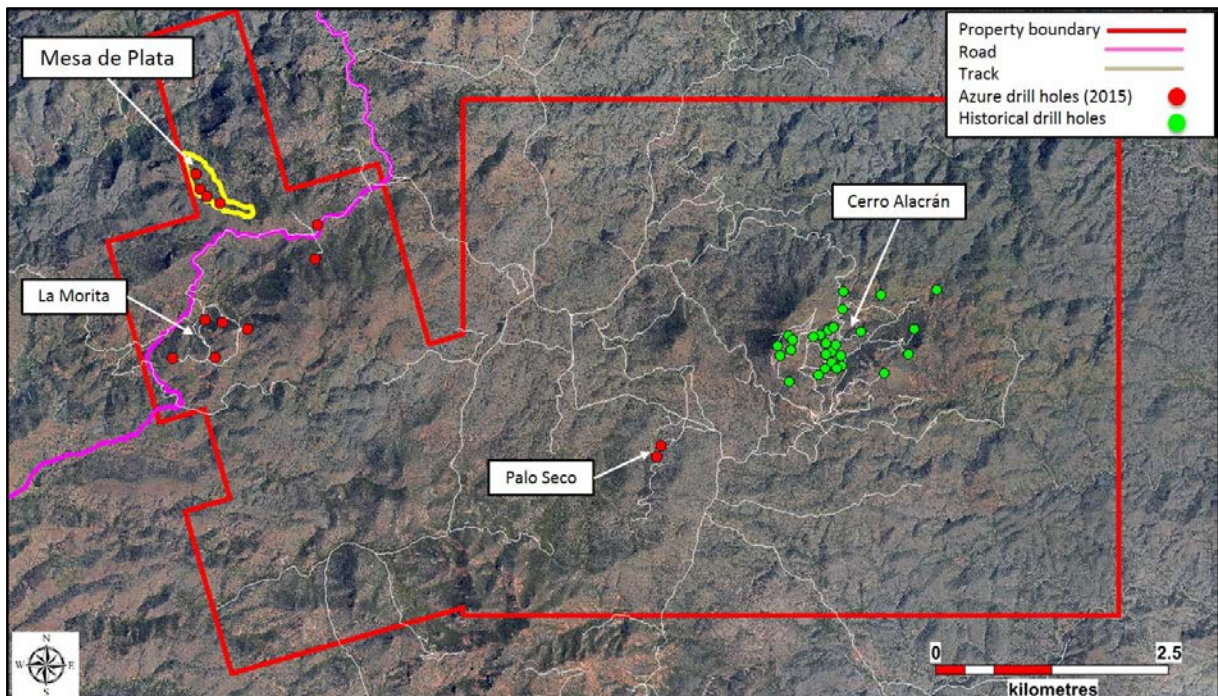 Mesa de Plata
Property boundary
Road
Track
Azure drill holes (2015)
Historical drill holes
Cerro Alacrán
La Morita
Palo Seco
N
W E
S
0 2.5
kilometres